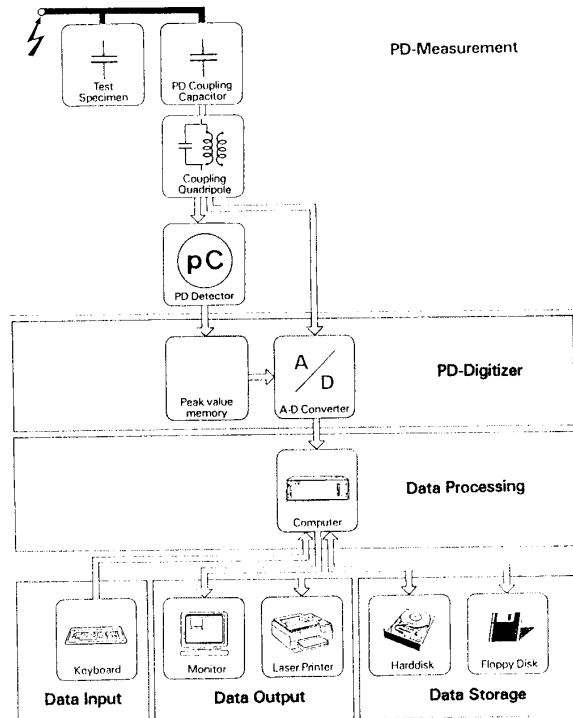 PD-Measurement
Test
Specimen
PD Coupling
Capacitor
Coupling
Quadripole
pC
PD Detector
PD-Digitizer
Peak value
memory
A/D
A-D Converter
Data Processing
Computer
Keyboard
Monitor
Laser Printer
Harddisk
Floppy Disk
Data Input
Data Output
Data Storage